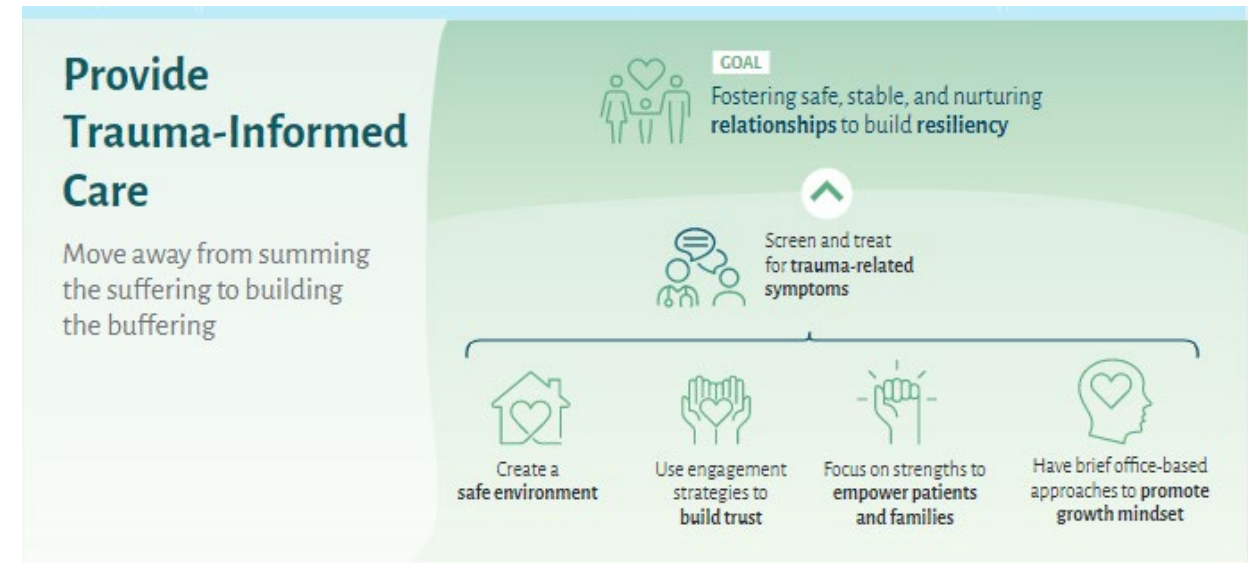 Provide
Trauma-Informed
Care
Move away from summing
the suffering to building
the buffering
GOAL
Fostering safe, stable, and nurturing
relationships to build resiliency
Screen and treat
for trauma-related
symptoms
Create a
safe environment
Use engagement
strategies to
build trust
Focus on strengths to
empower patients
and families
Have brief office-based
approaches to promote
growth mindset